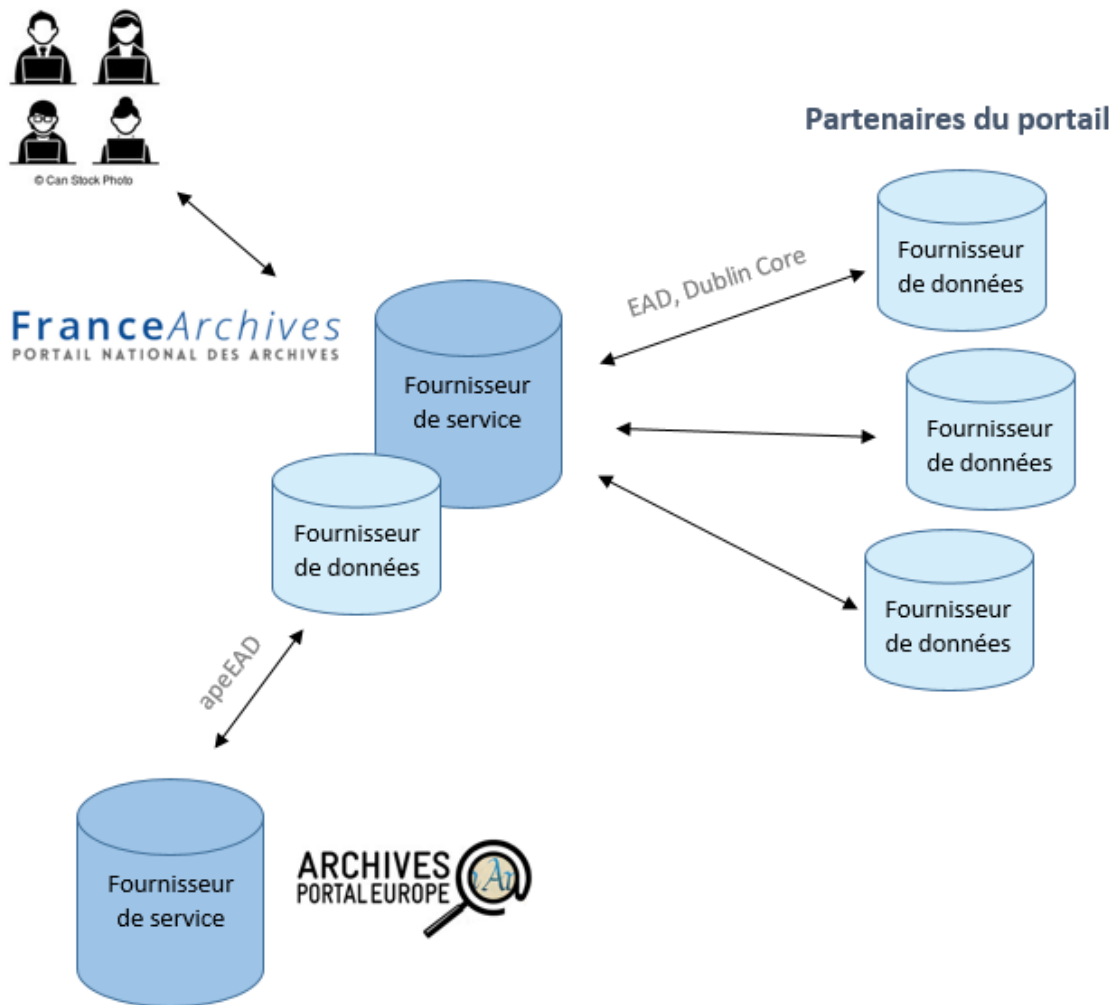 © Can Stock Photo
Partenaires du portail
Fournisseur
de données
EAD, Dublin Core
FranceArchives
PORTAIL NATIONAL DES ARCHIVES
Fournisseur
de service
Fournisseur
de données
Fournisseur
de données
Fournisseur
de données
apeEAD
Fournisseur
de service
ARCHIVES
PORTAL EUROPE